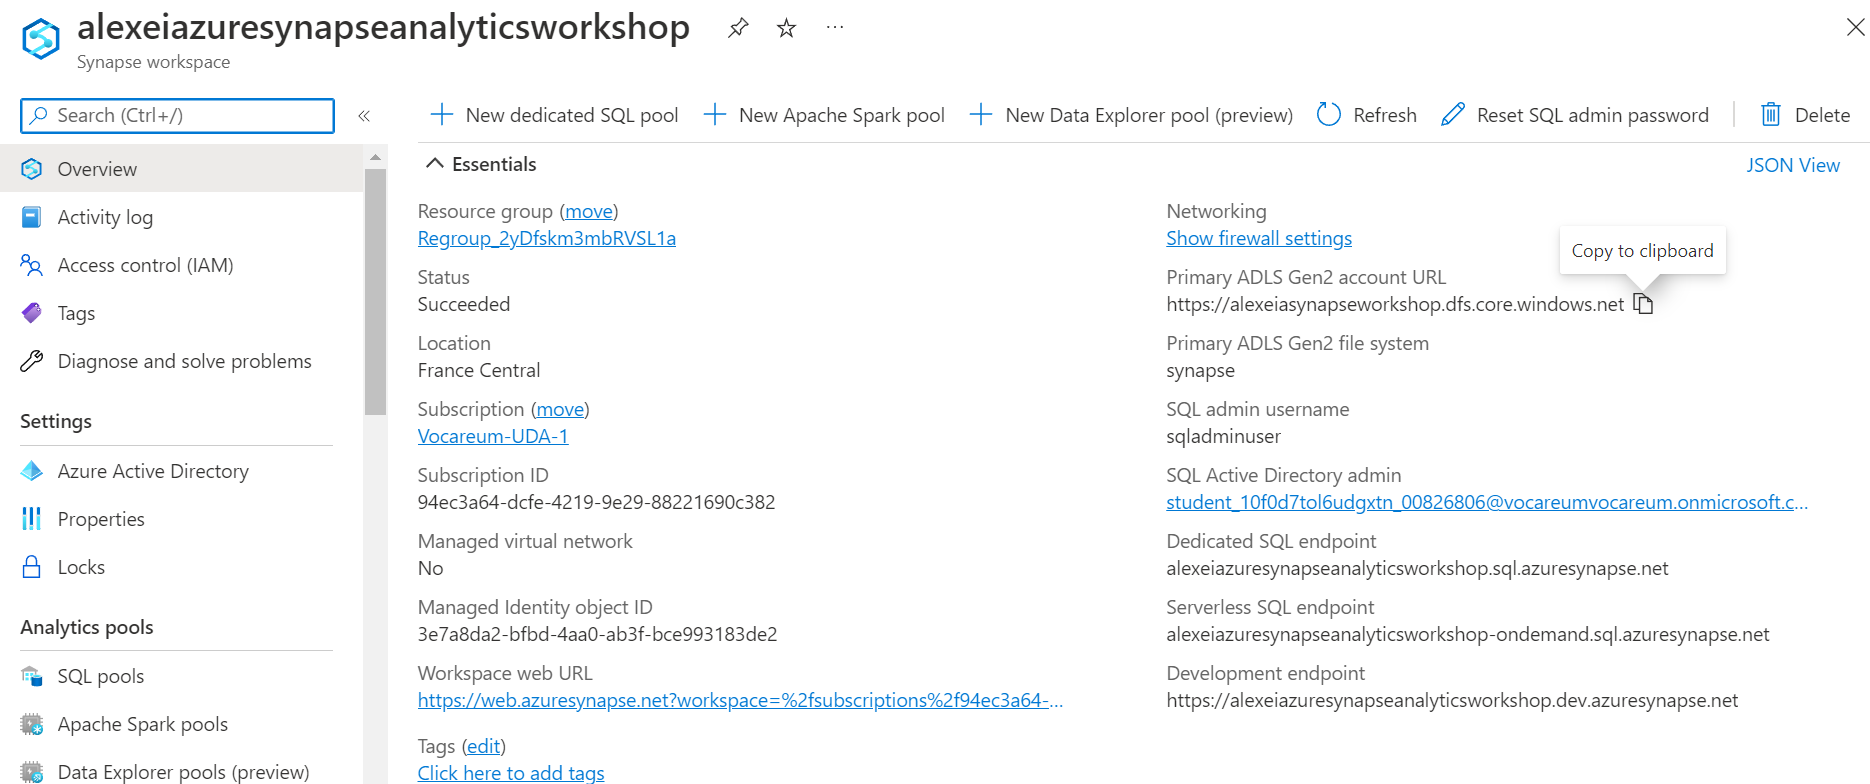 alexeiazuresynapseanalyticsworkshop
Synapse workspace
Search (Ctrl+/)
Overview
Activity log
Access control (IAM)
Tags
Diagnose and solve problems
Settings
Azure Active Directory
Properties
Locks
Analytics pools
SQL pools
Apache Spark pools
Data Explorer pools (preview)
New dedicated SQL pool
New Apache Spark pool
New Data Explorer pool (preview)
Refresh
Reset SQL admin password
Delete
Essentials
JSON View
Resource group (move)
Regroup_2yDfskm3mbRVSL1a
Status
Succeeded
Location
France Central
Subscription (move)
Vocareum-UDA-1
Subscription ID
94ec3a64-dcfe-4219-9e29-88221690c382
Managed virtual network
No
Managed Identity object ID
3e7a8da2-bfbd-4aa0-ab3f-bce993183de2
Workspace web URL
https://web.azuresynapse.net?workspace=%2fsubscriptions%2f94ec3a64-...
Tags (edit)
Click here to add tags
Networking
Show firewall settings
Copy to clipboard
Primary ADLS Gen2 account URL
https://alexeiasynapseworkshop.dfs.core.windows.net
Primary ADLS Gen2 file system
synapse
SQL admin username
sqladminuser
SQL Active Directory admin
student_10f0d7tol6udgxtn_00826806@vocareumvocareum.onmicrosoft.c...
Dedicated SQL endpoint
alexeiazuresynapseanalyticsworkshop.sql.azuresynapse.net
Serverless SQL endpoint
alexeiazuresynapseanalyticsworkshop-ondemand.sql.azuresynapse.net
Development endpoint
https://alexeiazuresynapseanalyticsworkshop.dev.azuresynapse.net